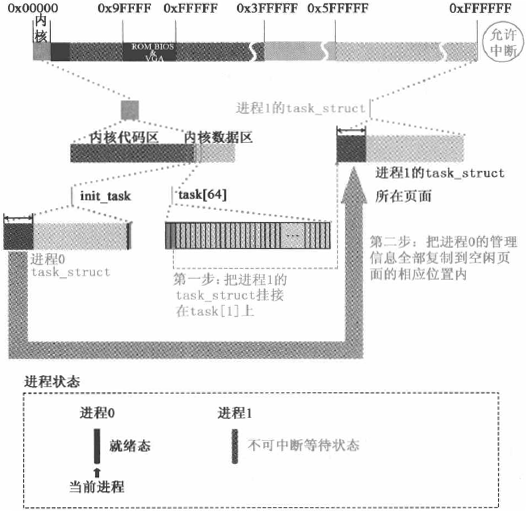 0x00000 0x9FFFF 0xFFFFF 0x3FFFFF 0x5FFFFF 0xFFFFFF
内核
ROM BIOS
&
VGA
允许
中断
进程1的task_struct
内核代码区 内核数据区
进程1的task_struct
所在页面
init_task task[64]
...
进程0
task_struct
第一步:把进程1的
task_struct挂接
在task[1]上
第二步:把进程0的管理
信息全部复制到空闲页
面的相应位置内
进程状态
进程0 进程1
就绪态 不可中断等待状态
当前进程